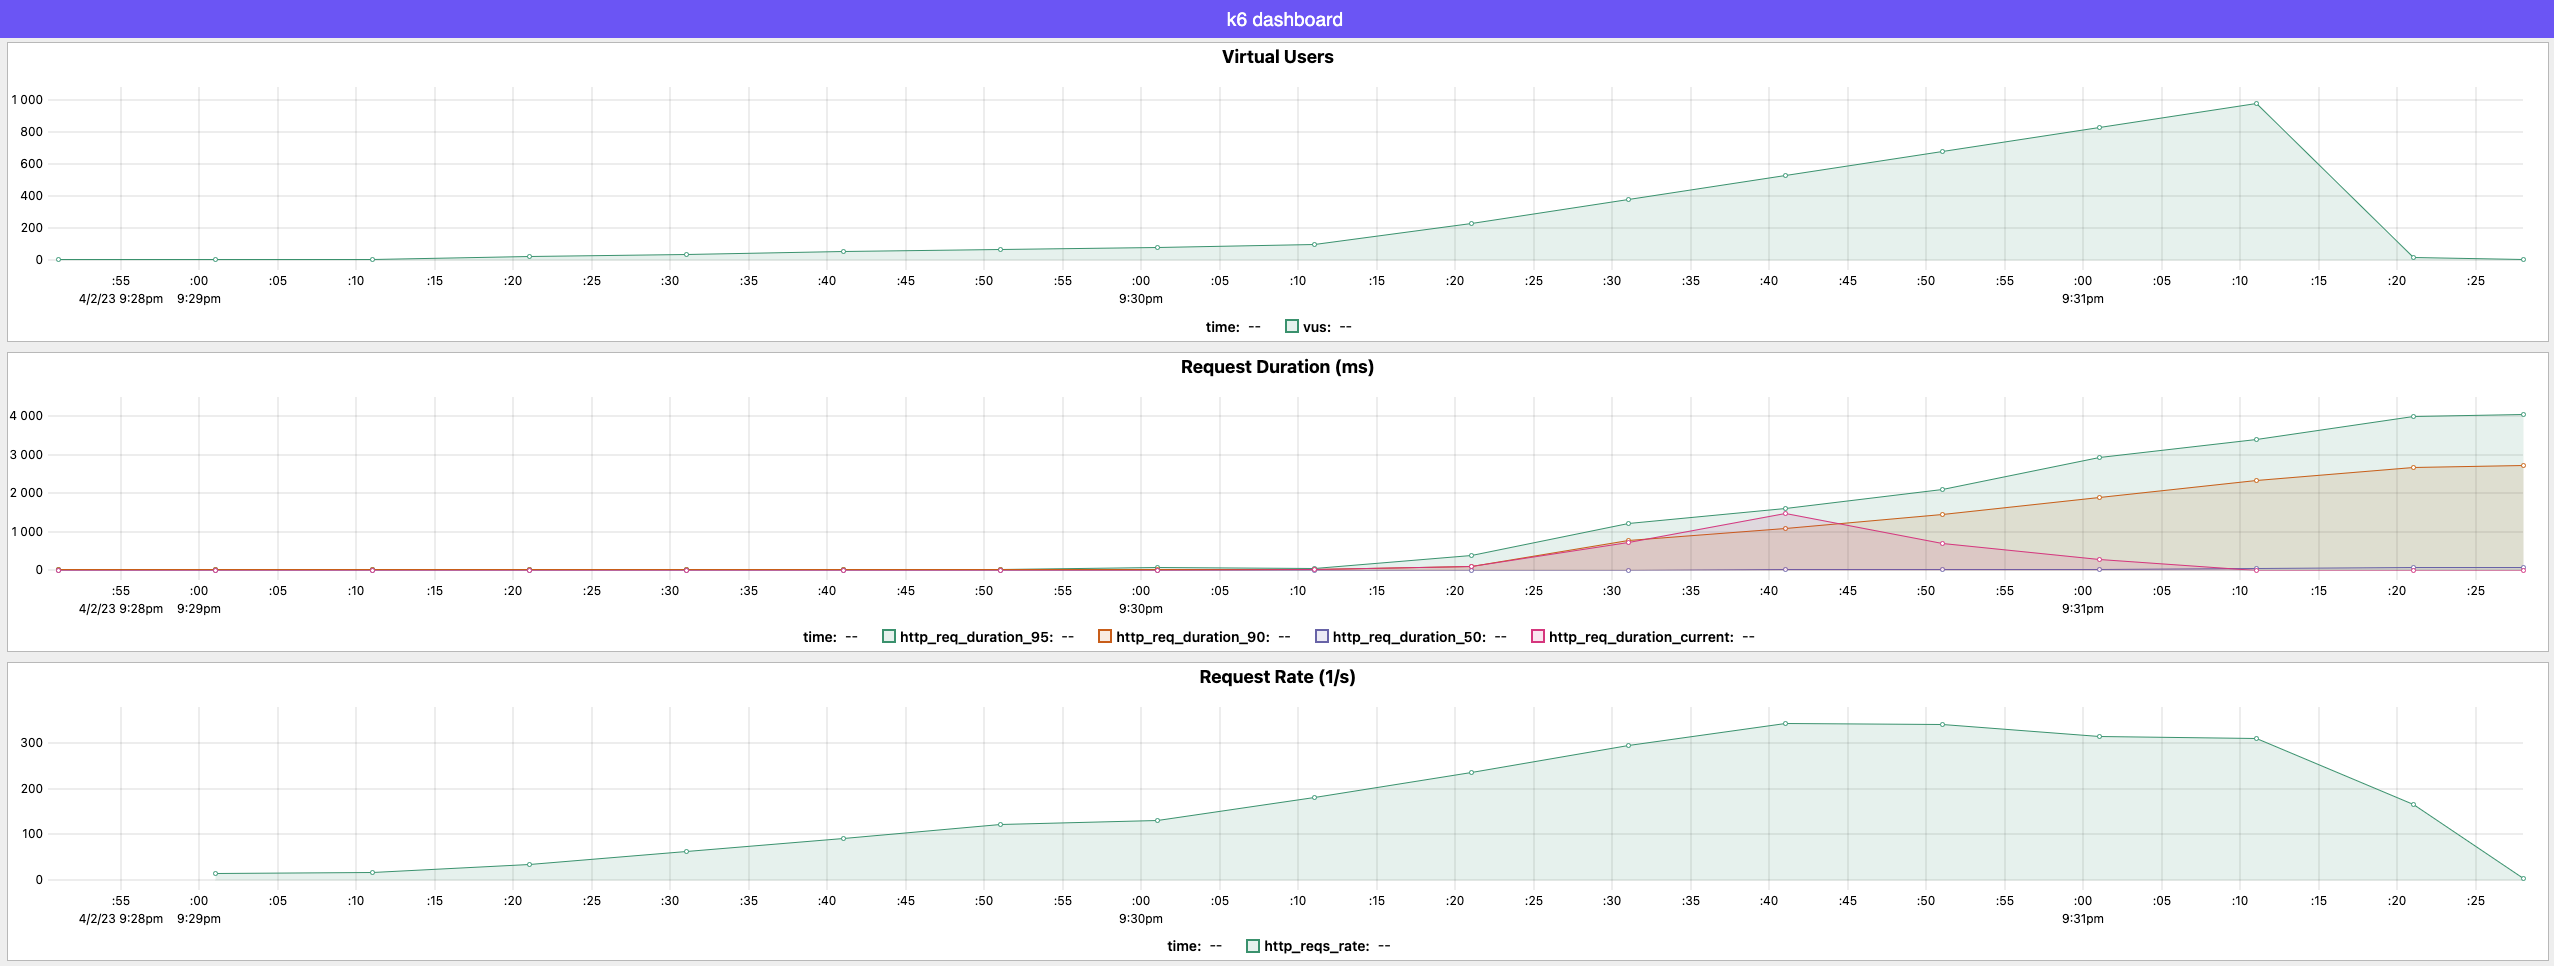 k6 dashboard
Virtual Users
1 000
800
600
400
200
0
:55 :00 :05 :10 :15 :20 :25 :30 :35 :40 :45 :50 :55 :00 :05 :10 :15 :20 :25 :30 :35 :40 :45 :50 :55 :00 :05 :10 :15 :20 :25
4/2/23 9:28pm 9:29pm 9:30pm 9:31pm
time: -- vus: --
Request Duration (ms)
4 000
3 000
2 000
1 000
0
:55 :00 :05 :10 :15 :20 :25 :30 :35 :40 :45 :50 :55 :00 :05 :10 :15 :20 :25 :30 :35 :40 :45 :50 :55 :00 :05 :10 :15 :20 :25
4/2/23 9:28pm 9:29pm 9:30pm 9:31pm
time: -- http_req_duration_95: -- http_req_duration_90: -- http_req_duration_50: -- http_req_duration_current: --
Request Rate (1/s)
300
200
100
0
:55 :00 :05 :10 :15 :20 :25 :30 :35 :40 :45 :50 :55 :00 :05 :10 :15 :20 :25 :30 :35 :40 :45 :50 :55 :00 :05 :10 :15 :20 :25
4/2/23 9:28pm 9:29pm 9:30pm 9:31pm
time: -- http_reqs_rate: --